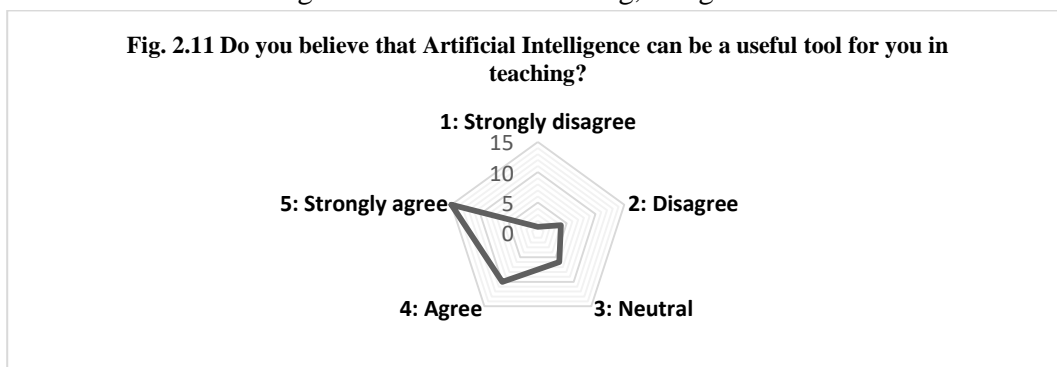 Fig. 2.11 Do you believe that Artificial Intelligence can be a useful tool for you in
teaching?
1: Strongly disagree
15
10
5: Strongly agree
5
2: Disagree
0
4: Agree
3: Neutral